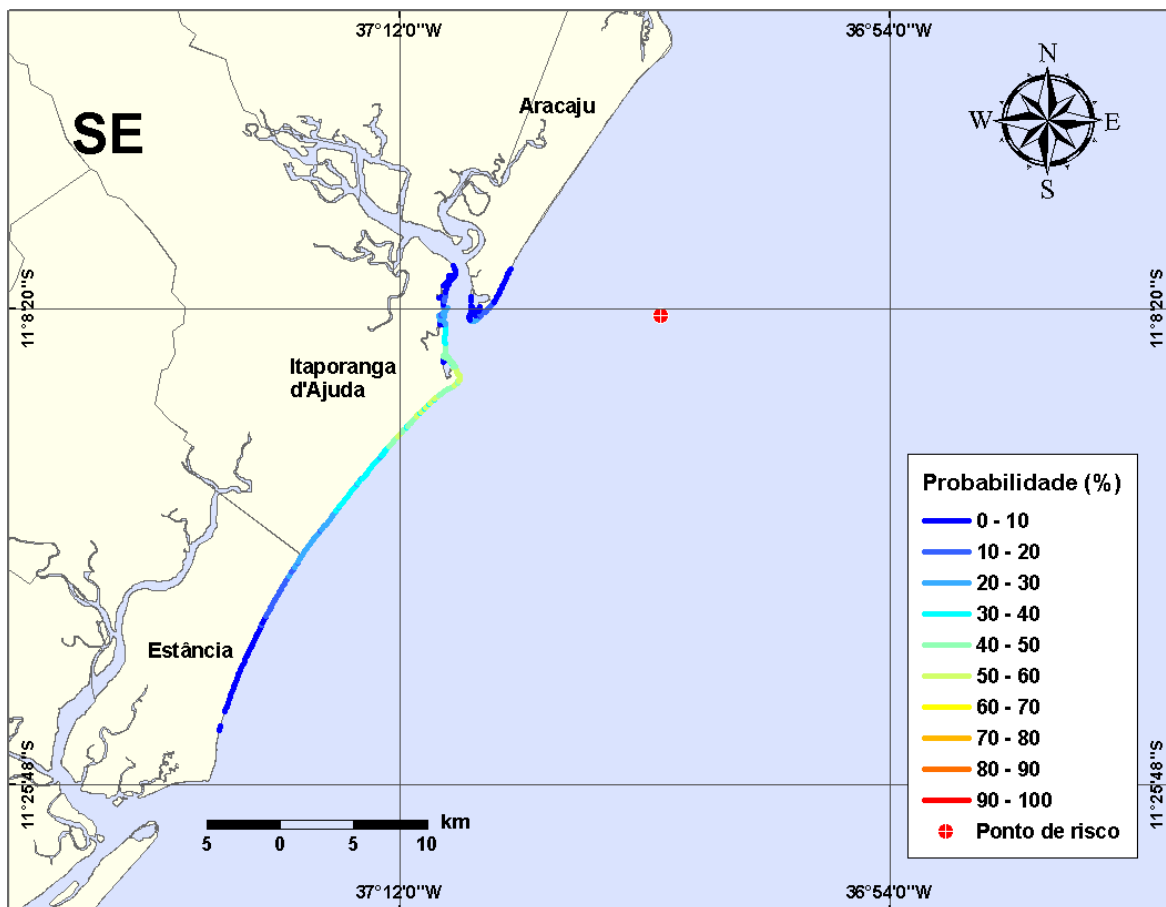 37°12'0"W
36°54'0"W
N
W
E
S
SE
Aracaju
11°8'20"S
11°8'20"S
Itaporanga
d'Ajuda
Estância
Probabilidade (%)
0 - 10
10 - 20
20 - 30
30 - 40
40 - 50
50 - 60
60 - 70
70 - 80
80 - 90
90 - 100
Ponto de risco
11°25'48"S
11°25'48"S
km
5 0 5 10
37°12'0"W
36°54'0"W